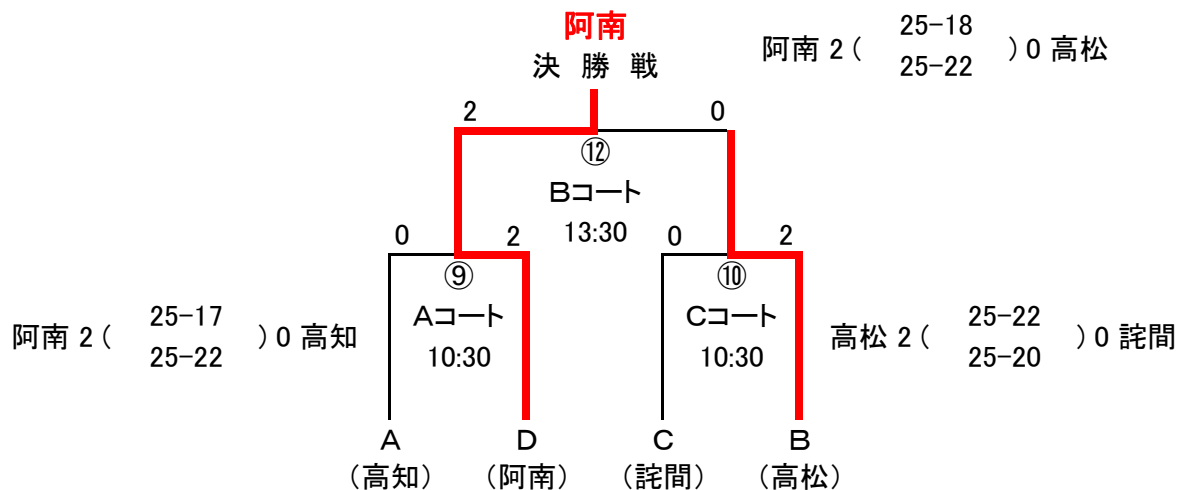 阿南
決 勝 戦
阿南 2 ( 25-18 ) 0 高松
25-22
2 0
⑫
Bコート
13:30
0 2 0 2
⑨ ⑩
Aコート Cコート
10:30 10:30
阿南 2 ( 25-17 ) 0 高知
25-22
高松 2 ( 25-22 ) 0 詫間
25-20
A D C B
(高知) (阿南) (詫間) (高松)